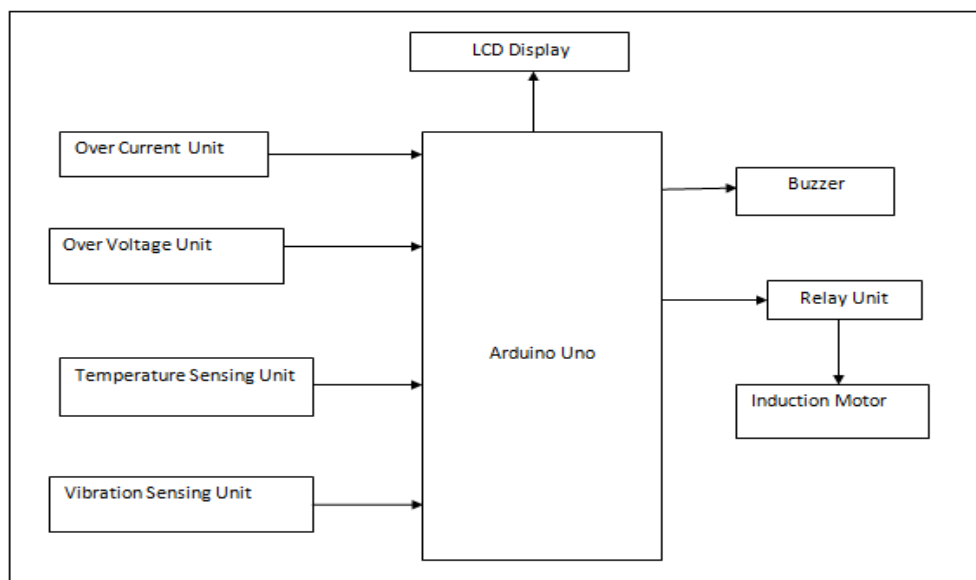 LCD Display
Over Current Unit
Buzzer
Over Voltage Unit
Relay Unit
Arduino Uno
Temperature Sensing Unit
Induction Motor
Vibration Sensing Unit